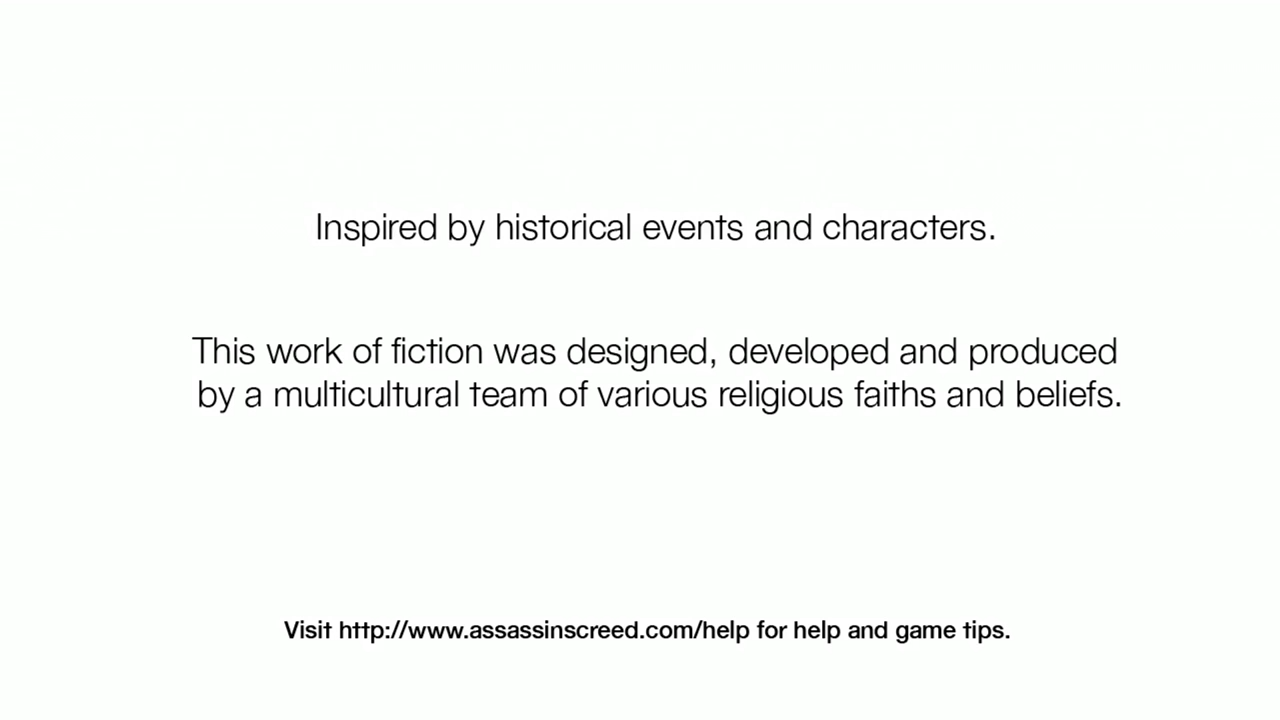 Inspired by historical events and characters.
This work of fiction was designed, developed and produced
by a multicultural team of various religious faiths and beliefs.
Visit http://www.assassinscreed.com/help for help and game tips.